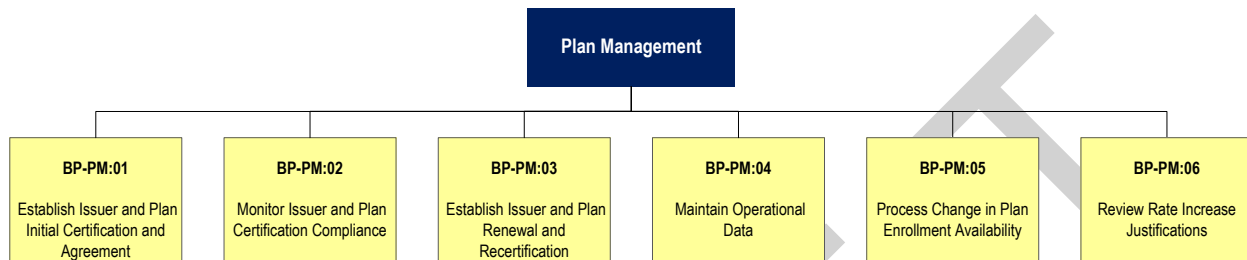 Plan Management
BP-PM:01
Establish Issuer and Plan
Initial Certification and
Agreement
BP-PM:02
Monitor Issuer and Plan
Certification Compliance
BP-PM:03
Establish Issuer and Plan
Renewal and
Recertification
BP-PM:04
Maintain Operational
Data
BP-PM:05
Process Change in Plan
Enrollment Availability
BP-PM:06
Review Rate Increase
Justifications